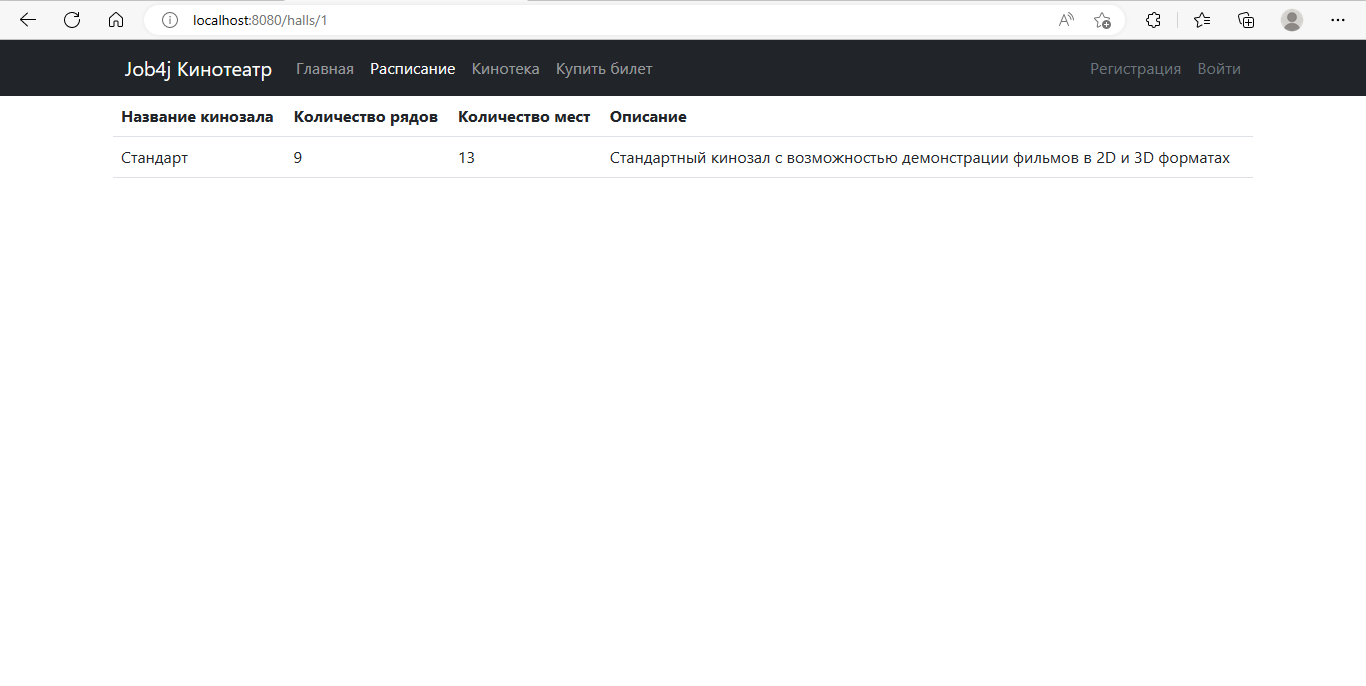 localhost:8080/halls/1
Job4j Кинотеатр Главная Расписание Кинотека Купить билет Регистрация Войти
Название кинозала Количество рядов Количество мест Описание
Стандарт 9 13 Стандартный кинозал с возможностью демонстрации фильмов в 2D и 3D форматах